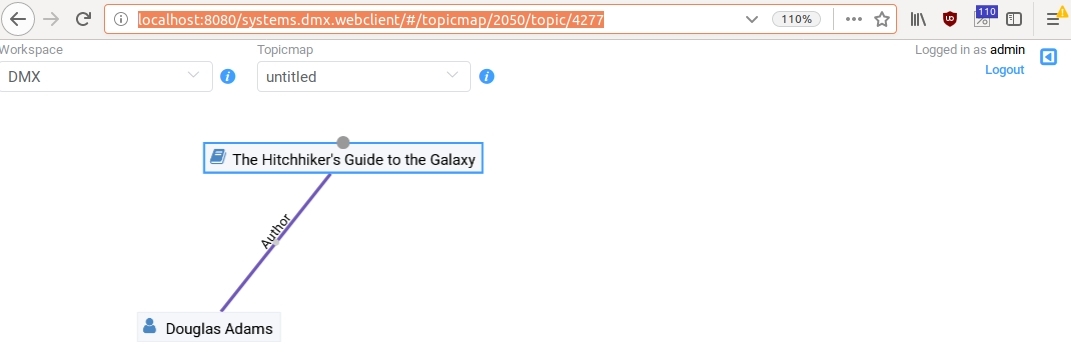 localhost:8080/systems.dmx.webclient/#/topicmap/2050/topic/4277
110%
110
Workspace
Topicmap
Logged in as admin
DMX
untitled
Logout
The Hitchhiker's Guide to the Galaxy
Author
Douglas Adams